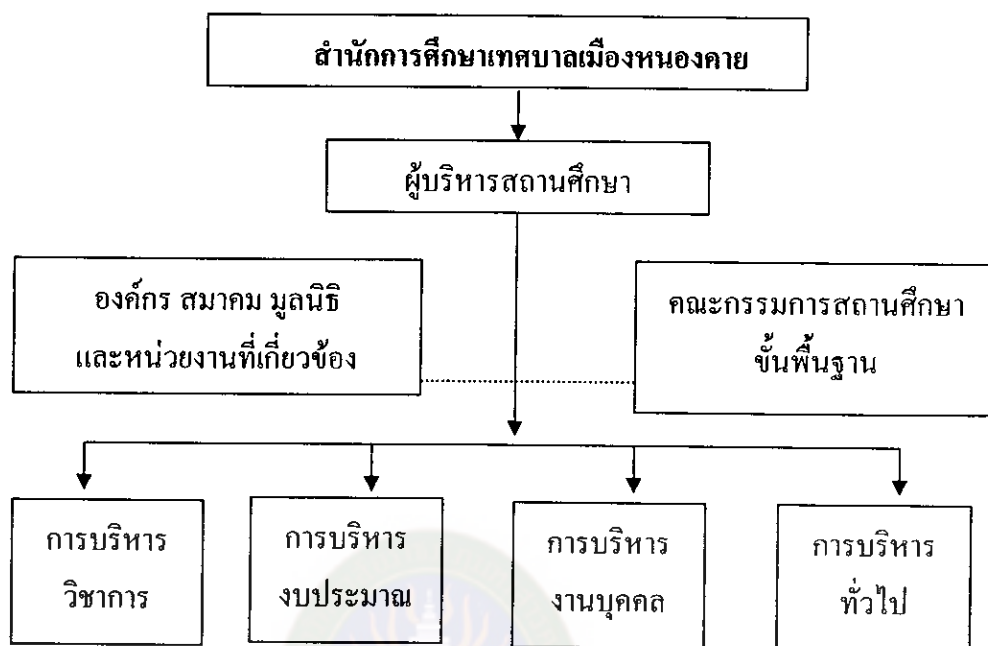 สำนักการศึกษาเทศบาลเมืองหนองคาย
ผู้บริหารสถานศึกษา
องค์กร สมาคม มูลนิธิ
และหน่วยงานที่เกี่ยวข้อง
คณะกรรมการสถานศึกษา
ขั้นพื้นฐาน
การบริหาร
วิชาการ
การบริหาร
งบประมาณ
การบริหาร
งานบุคคล
การบริหาร
ทั่วไป